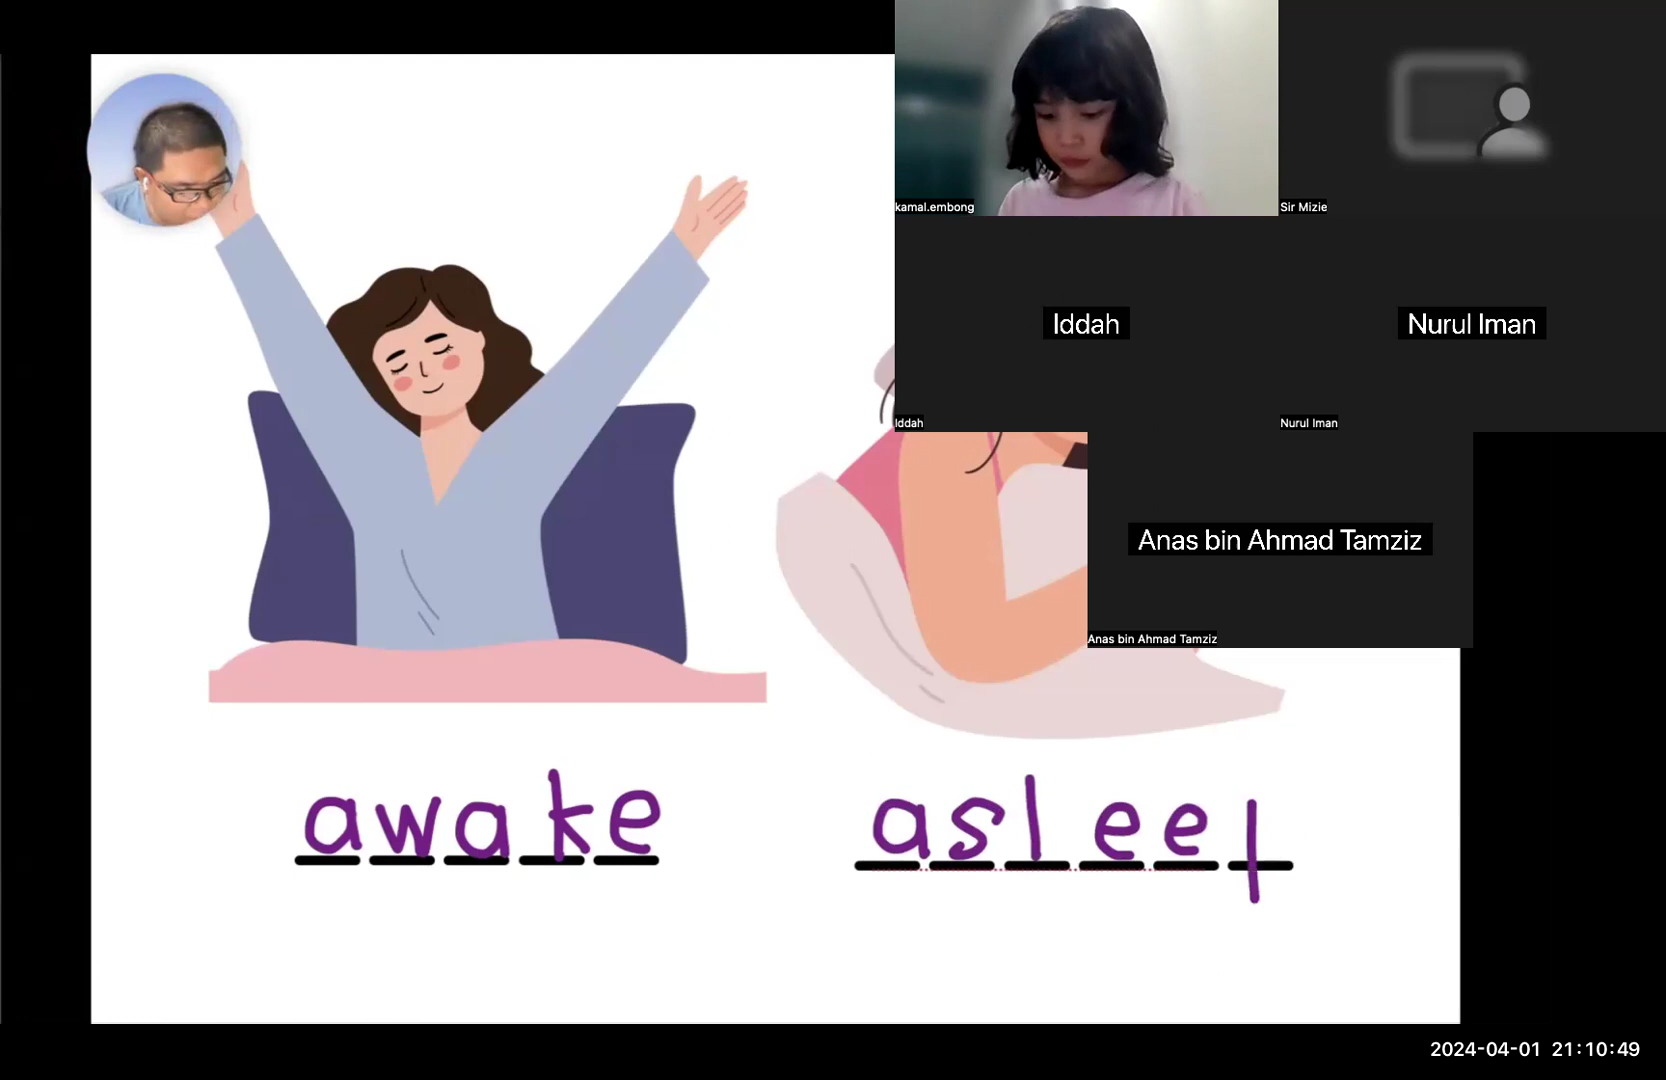 kamal.embong
Sir Mizie
Iddah
Nurul Iman
Iddah
Nurul Iman
Anas bin Ahmad Tamziz
Anas bin Ahmad Tamziz
awake
aslee
2024-04-01 21:10:49